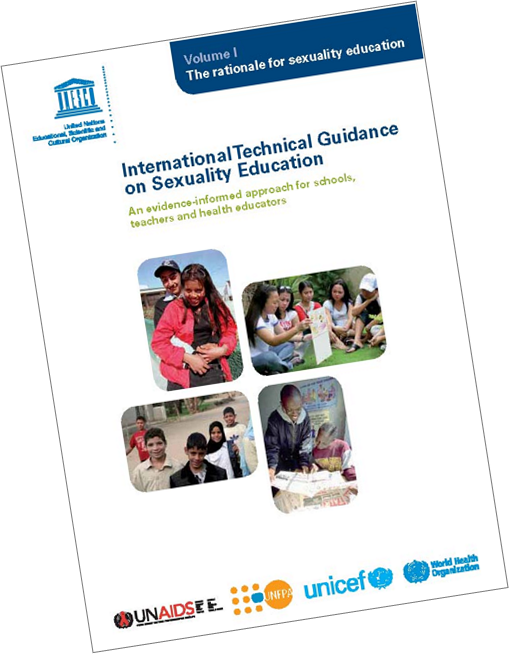 Volume I
The rationale for sexuality education
United Nations
Educational, Scientific and
Cultural Organization
International Technical Guidance
on Sexuality Education
An evidence-informed approach for schools,
teachers and health educators
UNAIDS
UNFPA
unicef
World Health
Organization